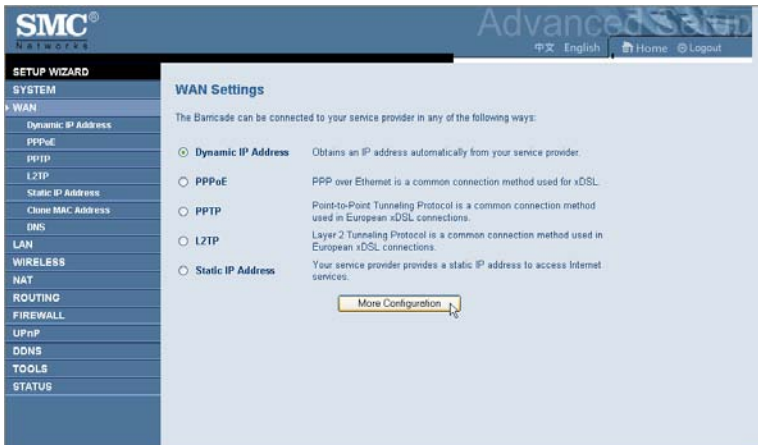 SMC®
Networks
Advanced Setup
中文 English Home Logout
SETUP WIZARD
SYSTEM
WAN
Dynamic IP Address
PPPoE
PPTP
L2TP
Static IP Address
Clone MAC Address
DNS
LAN
WIRELESS
NAT
ROUTING
FIREWALL
UPnP
DDNS
TOOLS
STATUS
WAN Settings
The Barricade can be connected to your service provider in any of the following ways:
Dynamic IP Address Obtains an IP address automatically from your service provider.
PPPoE PPP over Ethernet is a common connection method used for xDSL.
PPTP Point-to-Point Tunneling Protocol is a common connection method
used in European xDSL connections.
L2TP Layer 2 Tunneling Protocol is a common connection method used in
European xDSL connections.
Static IP Address Your service provider provides a static IP address to access Internet
services.
More Configuration